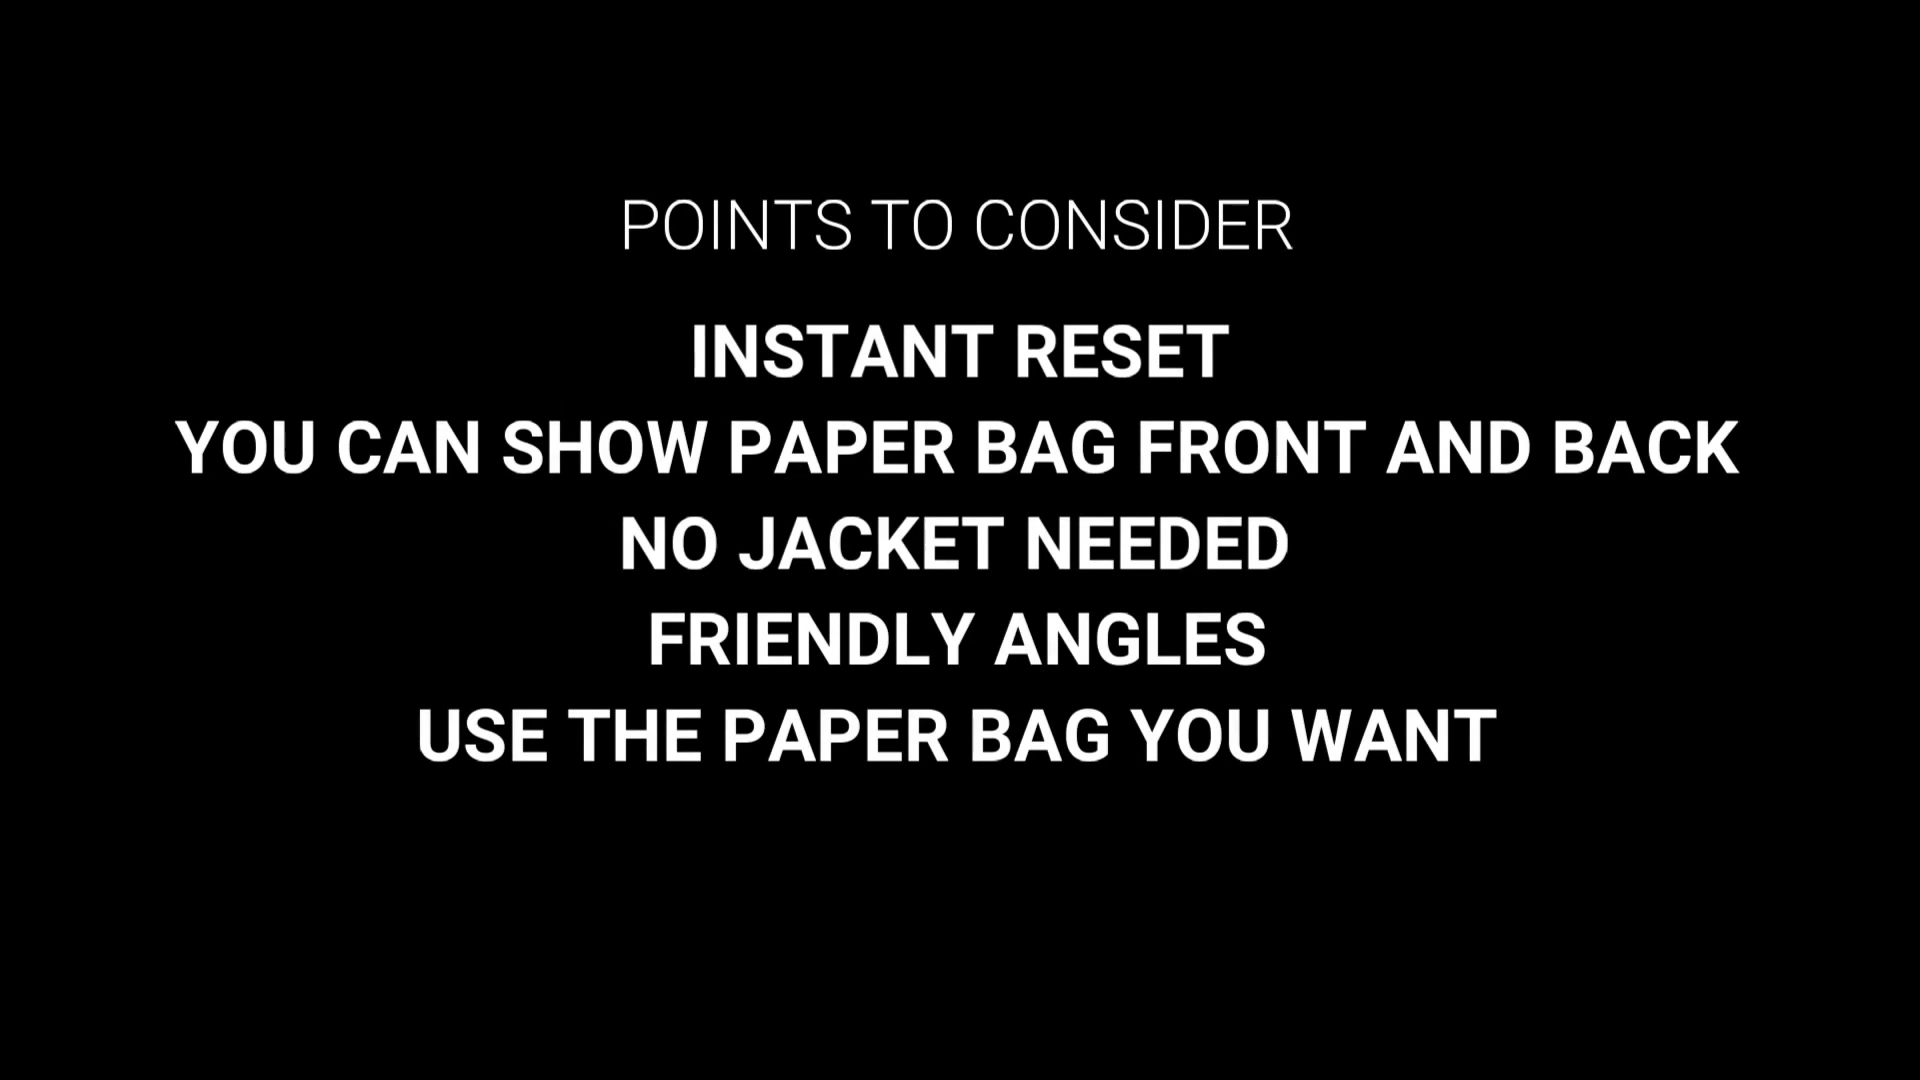 POINTS TO CONSIDER
INSTANT RESET
YOU CAN SHOW PAPER BAG FRONT AND BACK
NO JACKET NEEDED
FRIENDLY ANGLES
USE THE PAPER BAG YOU WANT